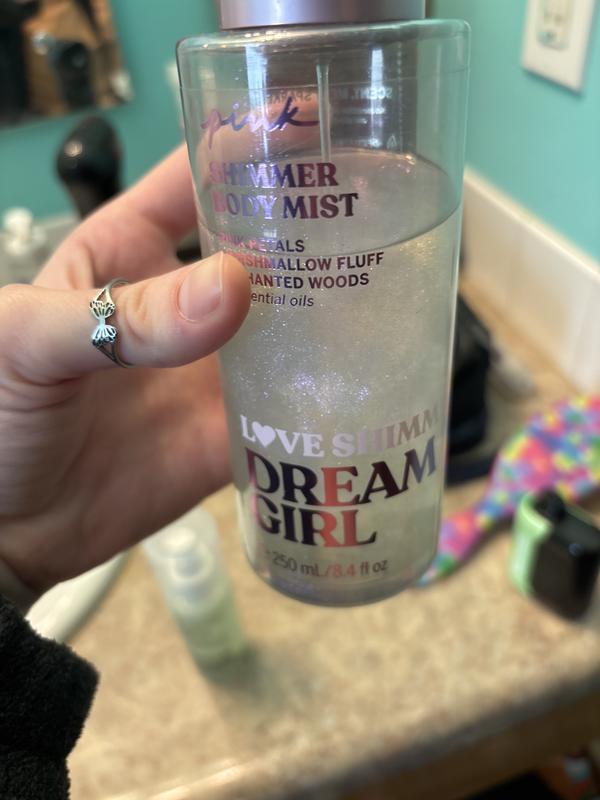 pink
SHIMMER
BODY MIST
PINK PETALS
MARSHMALLOW FLUFF
ENCHANTED WOODS
essential oils
LOVE SHIMM
DREAM
GIRL
250 mL/8.4 fl oz